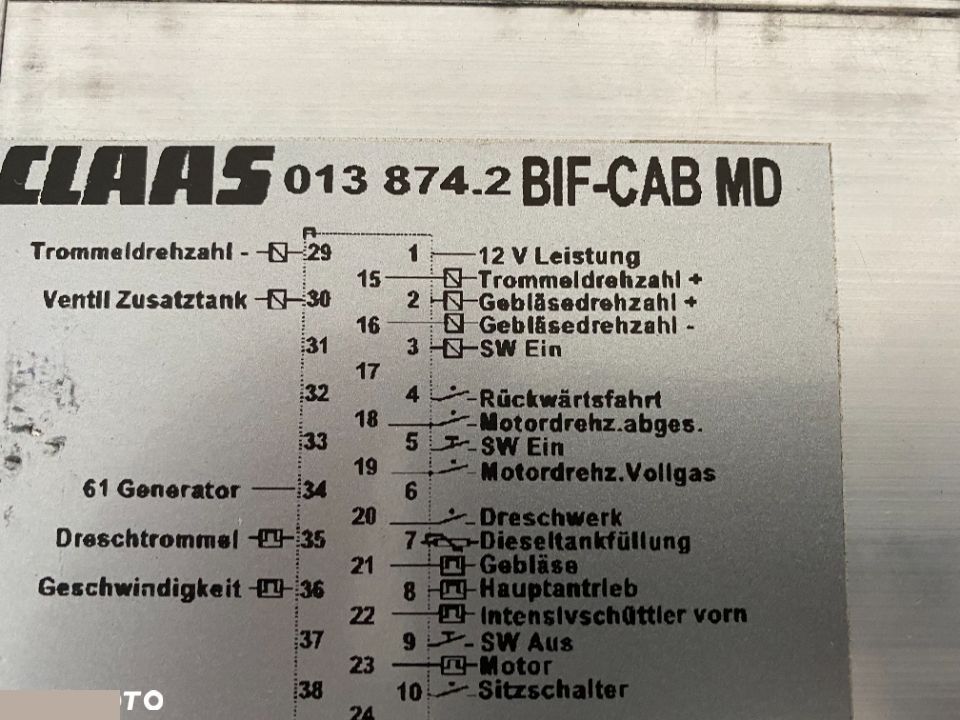 CLAAS 013 874.2 BIF-CAB MD
Trommeldrehzahl - 29 1 12 V Leistung
15 Trommeldrehzahl +
Ventil Zusatztank 30 2 Gebläsedrehzahl +
16 Gebläsedrehzahl -
31 3 SW Ein
17
32 4 Rückwärtsfahrt
18 Motordrehz.abges.
33 5 SW Ein
19 Motordrehz.Vollgas
61 Generator 34 6
20 Dreschwerk
Dreschtrommel 35 7 Dieseltankfüllung
21 Gebläse
Geschwindigkeit 36 8 Hauptantrieb
22 Intensivschüttler vorn
37 9 SW Aus
23 Motor
38 10 Sitzschalter
24